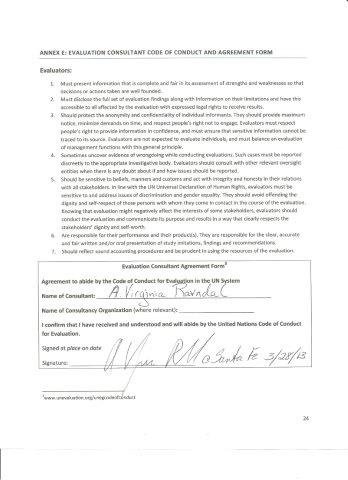 ANNEX E: EVALUATION CONSULTANT CODE OF CONDUCT AND AGREEMENT FORM
Evaluators:
1. Must present information that is complete and fair in its assessment of strengths and weaknesses so that
decisions or actions taken are well founded.
2. Must disclose the full set of evaluation findings along with information on their limitations and have this
accessible to all affected by the evaluation with expressed legal rights to receive results.
3. Should protect the anonymity and confidentiality of individual informants. They should provide maximum
notice, minimize demands on time, and respect people's right not to engage. Evaluators must respect
people's right to provide information in confidence, and must ensure that sensitive information cannot be
traced to its source. Evaluators are not expected to evaluate individuals, and must balance an evaluation
of management functions with this general principle.
4. Sometimes uncover evidence of wrongdoing while conducting evaluations. Such cases must be reported
discreetly to the appropriate investigative body. Evaluators should consult with other relevant oversight
entities when there is any doubt about if and how issues should be reported.
5. Should be sensitive to beliefs, manners and customs and act with integrity and honesty in their relations
with all stakeholders. In line with the UN Universal Declaration of Human Rights, evaluators must be
sensitive to and address issues of discrimination and gender equality. They should avoid offending the
dignity and self-respect of those persons with whom they come in contact in the course of the evaluation.
Knowing that evaluation might negatively affect the interests of some stakeholders, evaluators should
conduct the evaluation and communicate its purpose and results in a way that clearly respects the
stakeholders' dignity and self-worth.
6. Are responsible for their performance and their product(s). They are responsible for the clear, accurate
and fair written and/or oral presentation of study imitations, findings and recommendations.
7. Should reflect sound accounting procedures and be prudent in using the resources of the evaluation.
Evaluation Consultant Agreement Form
Agreement to abide by the Code of Conduct for Evaluation in the UN System
Name of Consultant: A. Virginia Ravndal
Name of Consultancy Organization (where relevant):
I confirm that I have received and understood and will abide by the United Nations Code of Conduct
for Evaluation.
Signed at place on date
Signature: @ Santa Fe 3/28/13
www.unevaluation.org/unegcodeofconduct
24